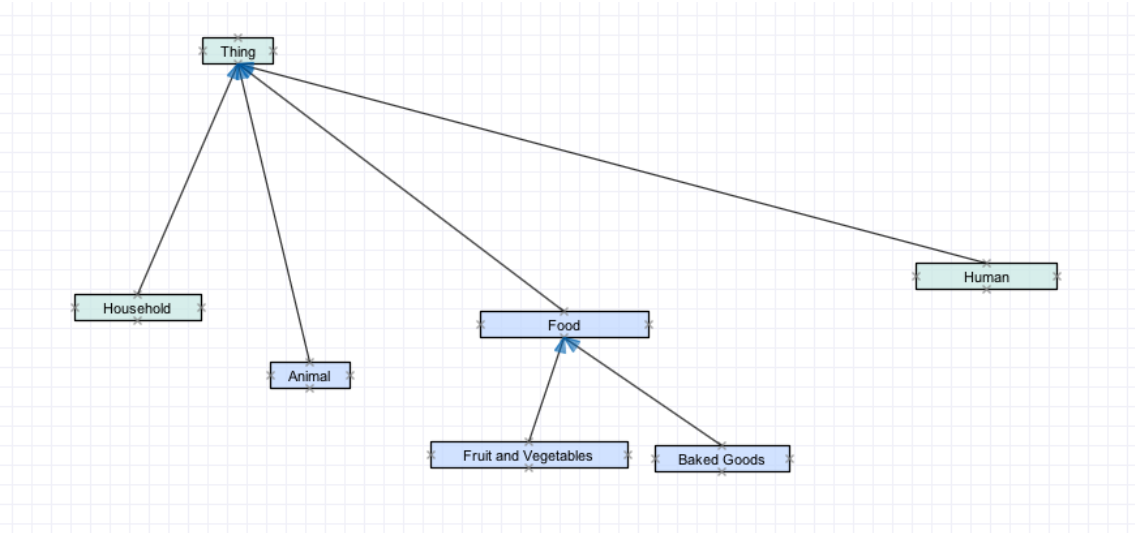 Thing
Human
Household
Food
Animal
Fruit and Vegetables
Baked Goods